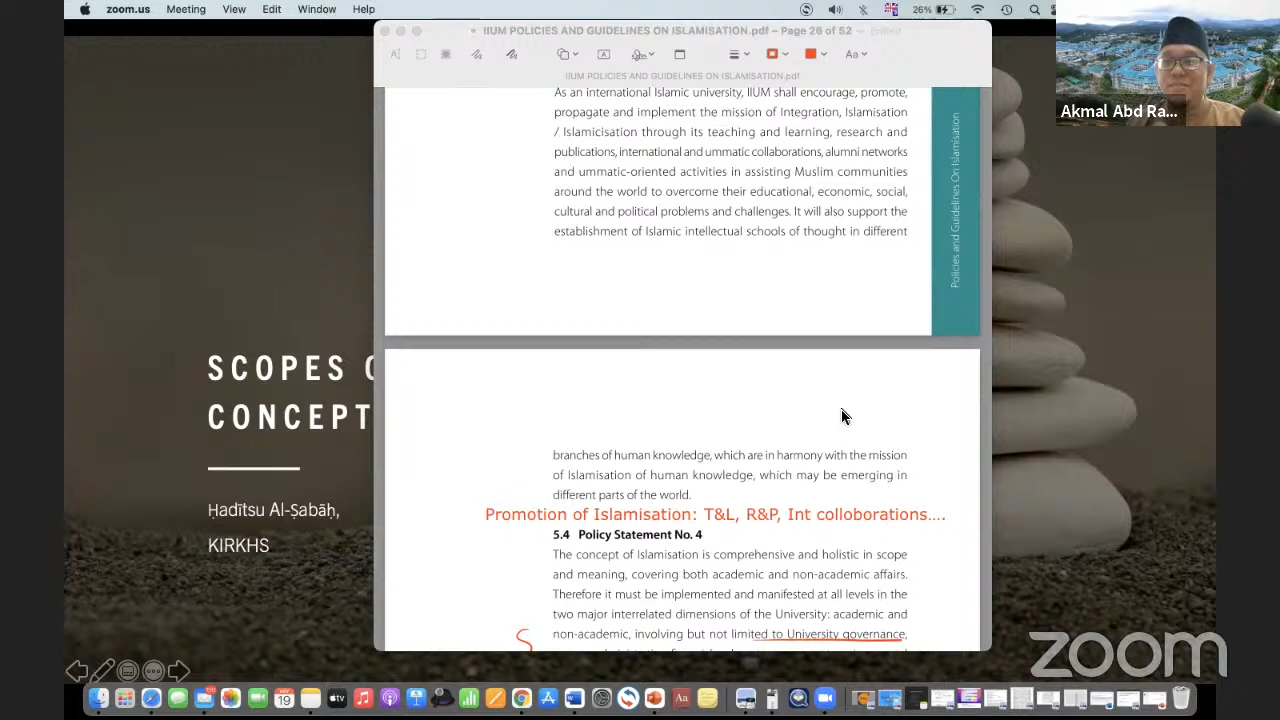 zoom.us Meeting View Edit Window Help
26%
IIUM POLICIES AND GUIDELINES ON ISLAMISATION.pdf – Page 26 of 52 — Edited
IIUM POLICIES AND GUIDELINES ON ISLAMISATION.pdf
As an international Islamic university, IIUM shall encourage, promote,
propagate and implement the mission of Integration, Islamisation
/ Islamicisation through its teaching and learning, research and
publications, international and ummatic collaborations, alumni networks
and ummatic-oriented activities in assisting Muslim communities
around the world to overcome their educational, economic, social,
cultural and political problems and challenges. It will also support the
establishment of Islamic intellectual schools of thought in different
Policies and Guidelines On Islamisation
branches of human knowledge, which are in harmony with the mission
of Islamisation of human knowledge, which may be emerging in
different parts of the world.
Promotion of Islamisation: T&L, R&P, Int colloborations....
5.4 Policy Statement No. 4
The concept of Islamisation is comprehensive and holistic in scope
and meaning, covering both academic and non-academic affairs.
Therefore it must be implemented and manifested at all levels in the
two major interrelated dimensions of the University: academic and
non-academic, involving but not limited to University governance,
SCOPES
CONCEPT
Ḥadītsu Al-Ṣabāḥ,
KIRKHS
Akmal Abd Ra...
zoom